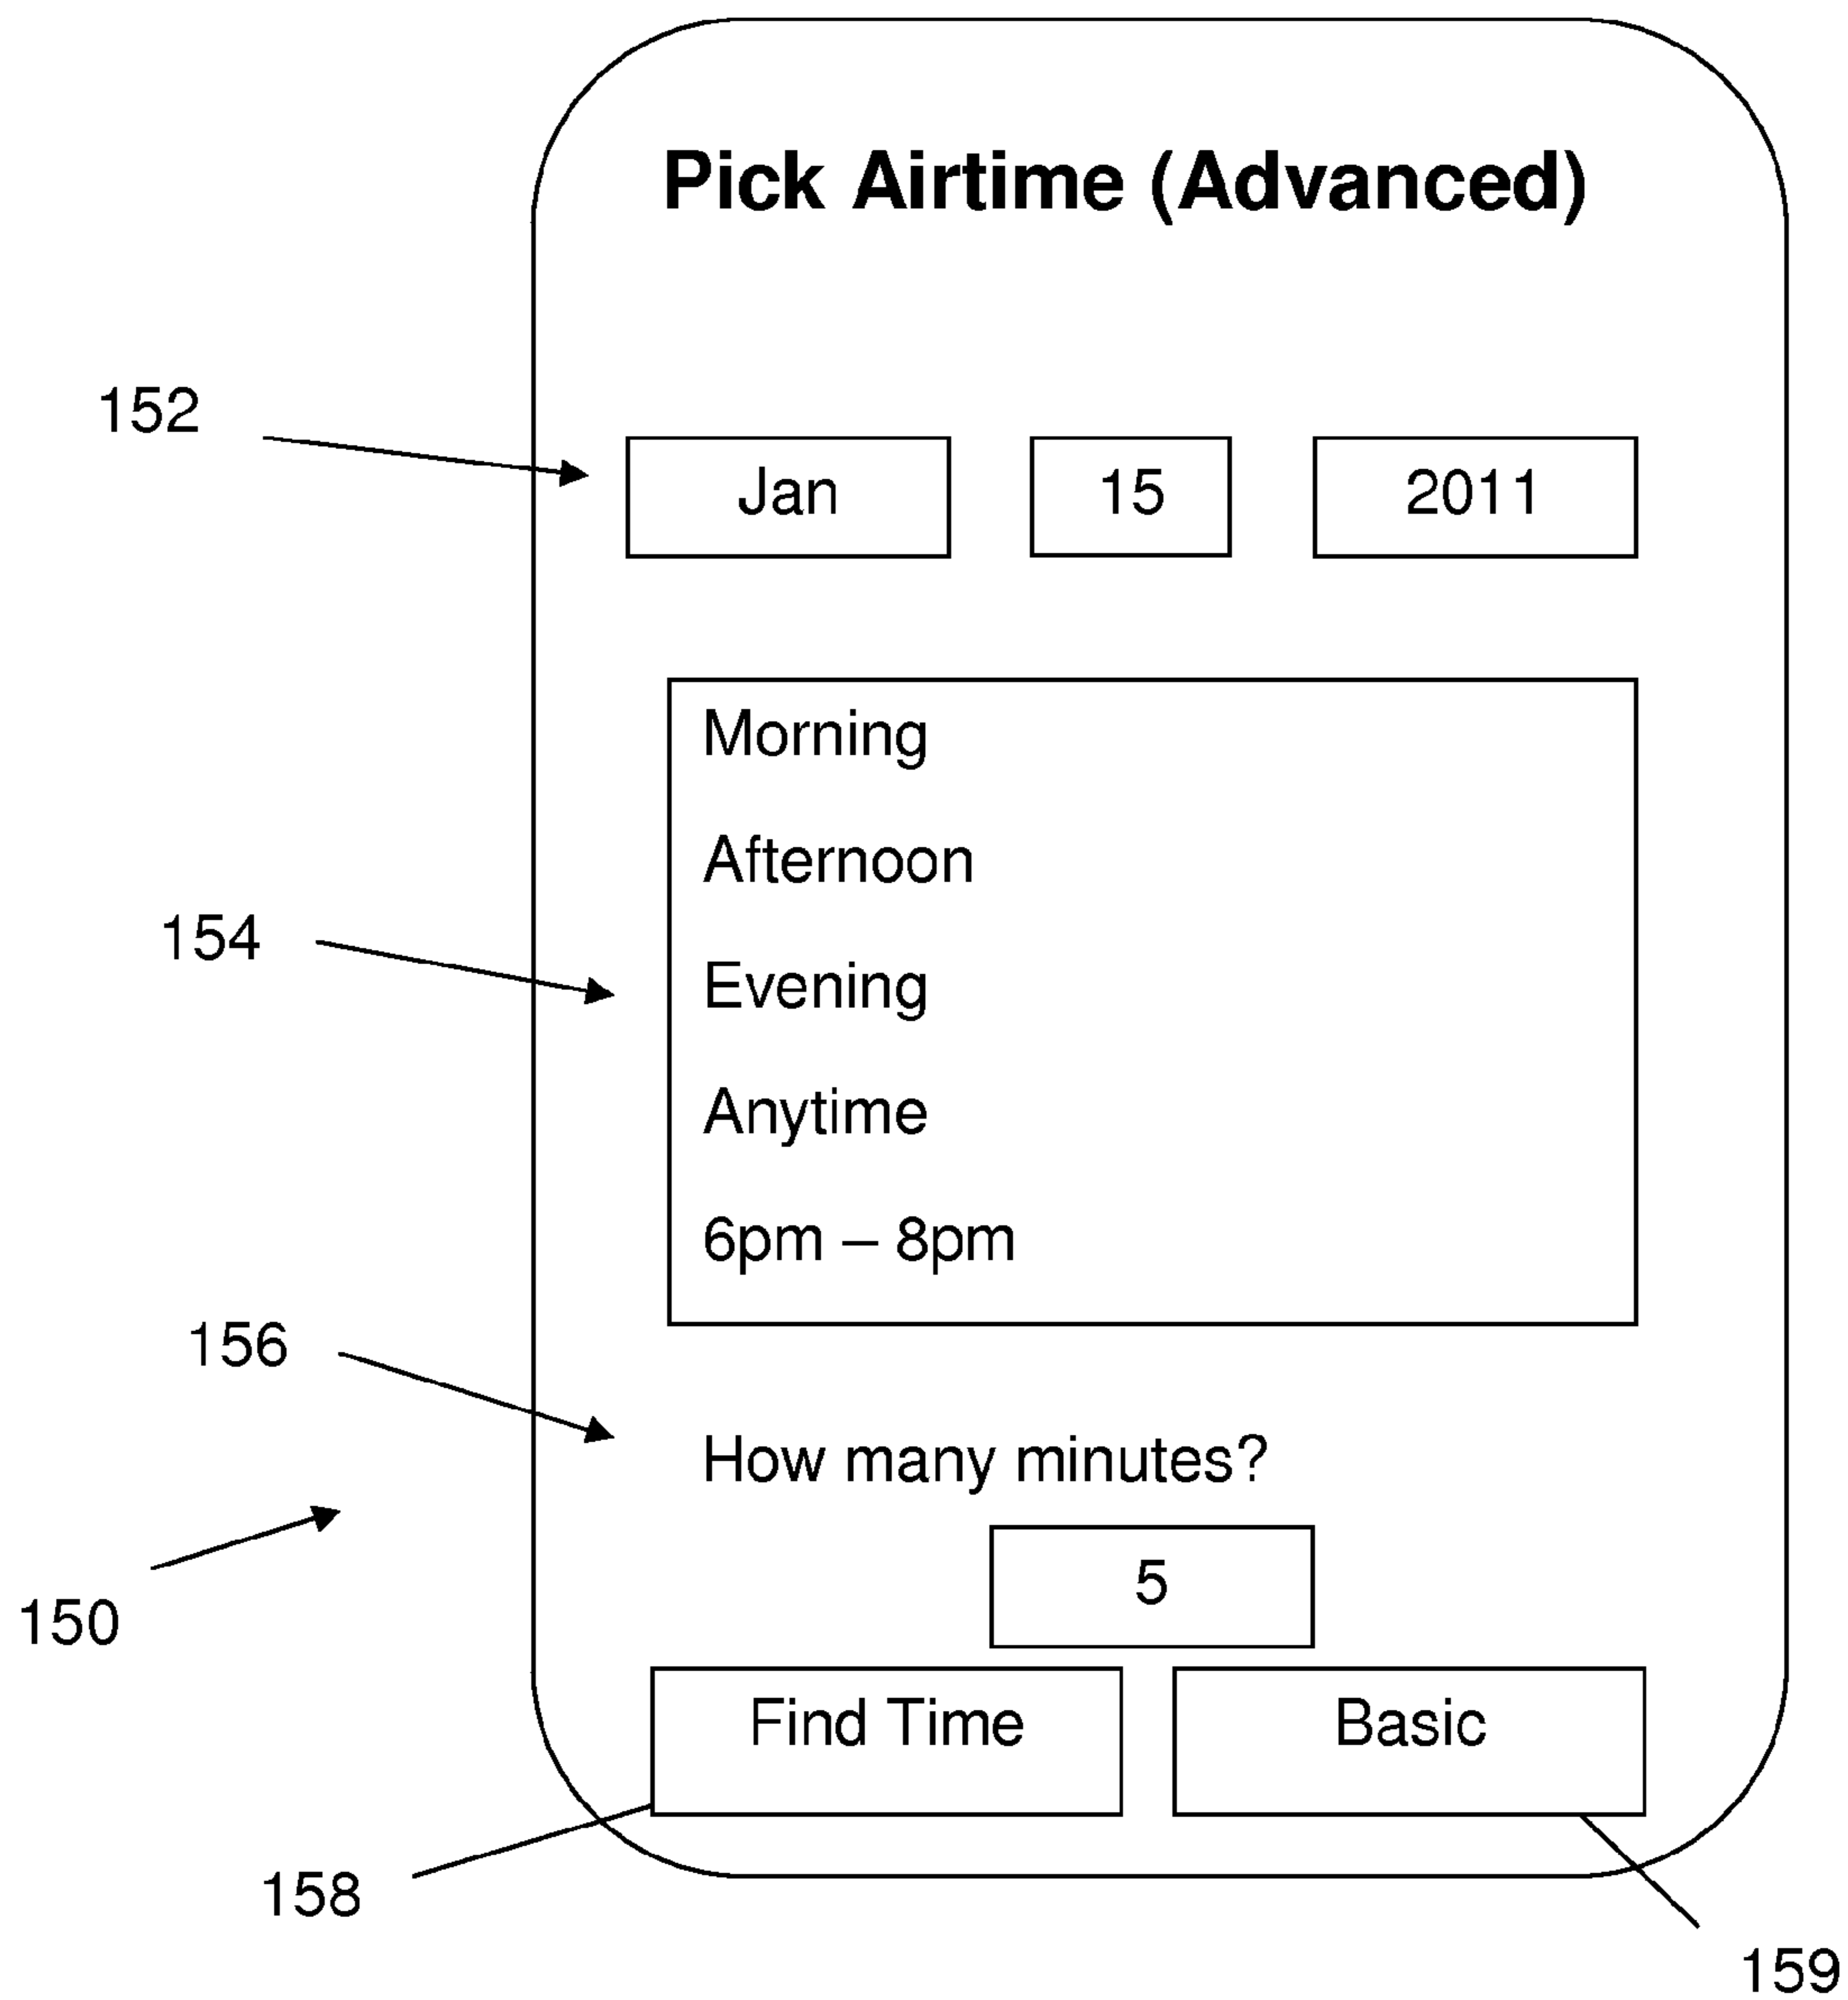 Pick Airtime (Advanced)
152
Jan 15 2011
Morning
Afternoon
154
Evening
Anytime
6pm – 8pm
156
How many minutes?
150
5
Find Time Basic
158
159